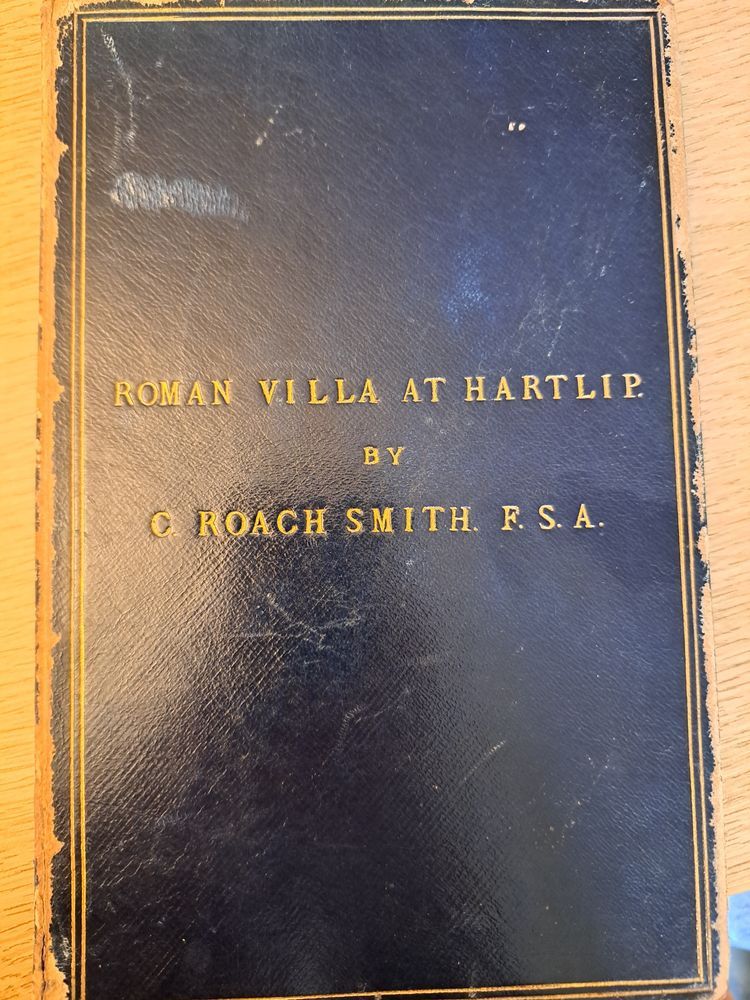 ROMAN VILLA AT HARTLIP.
BY
C. ROACH SMITH. F. S. A.